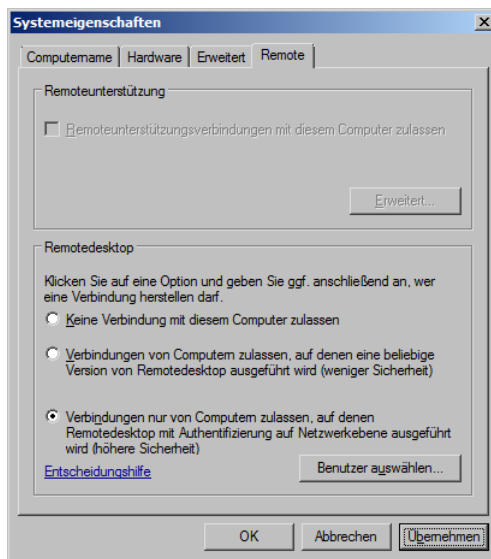 Systemeigenschaften
Computername Hardware Erweitert Remote
Remoteunterstützung
Remoteunterstützungsverbindungen mit diesem Computer zulassen
Erweitert...
Remotedesktop
Klicken Sie auf eine Option und geben Sie ggf. anschließend an, wer
eine Verbindung herstellen darf.
Keine Verbindung mit diesem Computer zulassen
Verbindungen von Computern zulassen, auf denen eine beliebige
Version von Remotedesktop ausgeführt wird (weniger Sicherheit)
Verbindungen nur von Computern zulassen, auf denen
Remotedesktop mit Authentifizierung auf Netzwerkebene ausgeführt
wird (höhere Sicherheit)
Entscheidungshilfe Benutzer auswählen...
OK Abbrechen Übernehmen